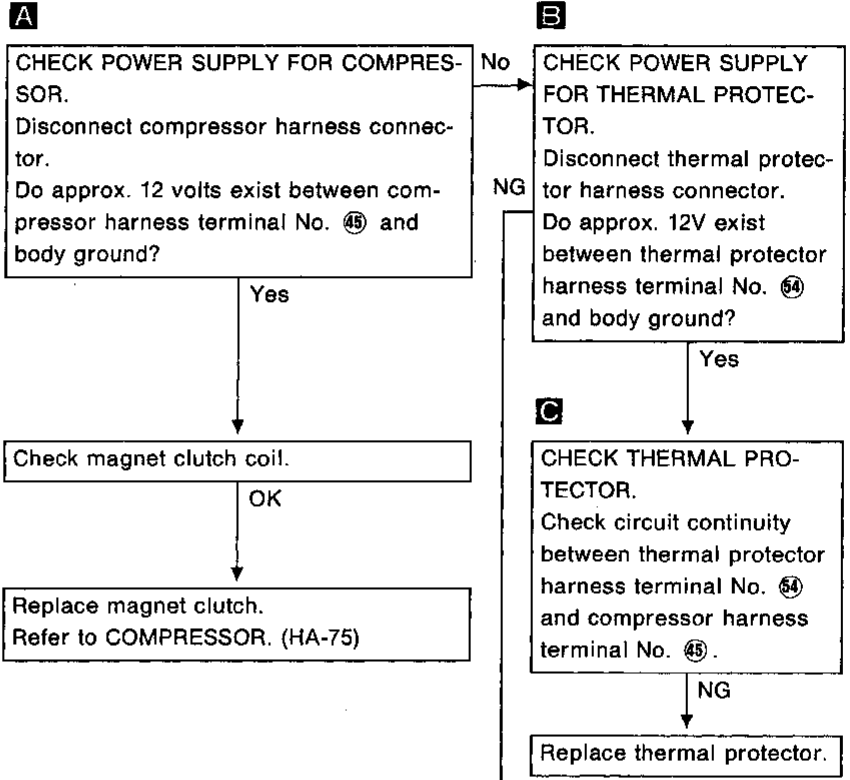 A
CHECK POWER SUPPLY FOR COMPRES-
SOR.
Disconnect compressor harness connec-
tor.
Do approx. 12 volts exist between com-
pressor harness terminal No. ㊺ and
body ground?
No
Yes
Check magnet clutch coil.
OK
Replace magnet clutch.
Refer to COMPRESSOR. (HA-75)
B
CHECK POWER SUPPLY
FOR THERMAL PROTEC-
TOR.
Disconnect thermal protec-
tor harness connector.
Do approx. 12V exist
between thermal protector
harness terminal No. 54
and body ground?
NG
Yes
C
CHECK THERMAL PRO-
TECTOR.
Check circuit continuity
between thermal protector
harness terminal No. 54
and compressor harness
terminal No. ㊺ .
NG
Replace thermal protector.